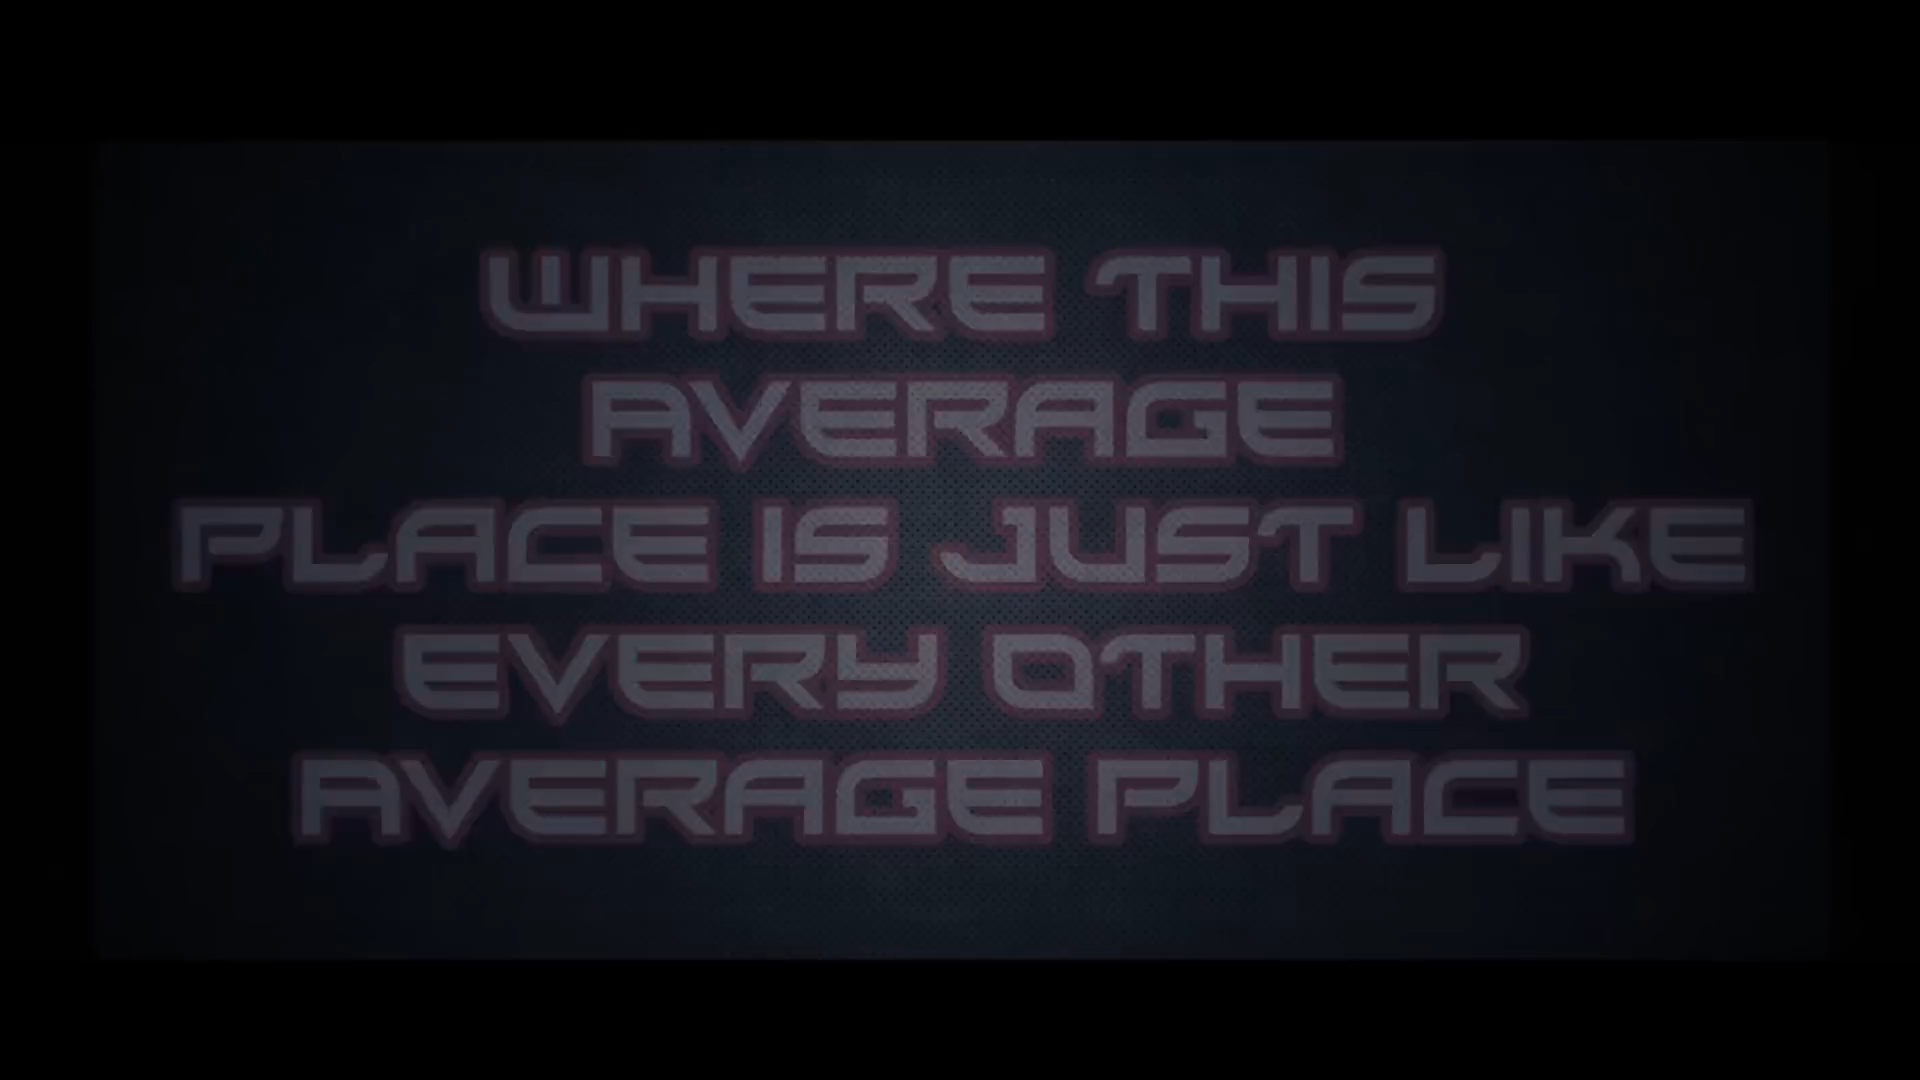 WHERE THIS
AVERAGE
PLACE IS JUST LIKE
EVERY OTHER
AVERAGE PLACE